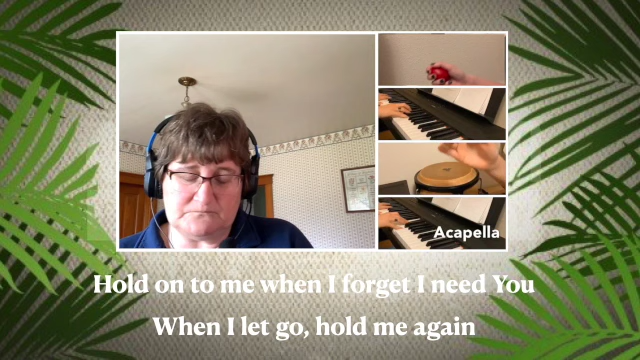 Acapella
Hold on to me when I forget I need You
When I let go, hold me again